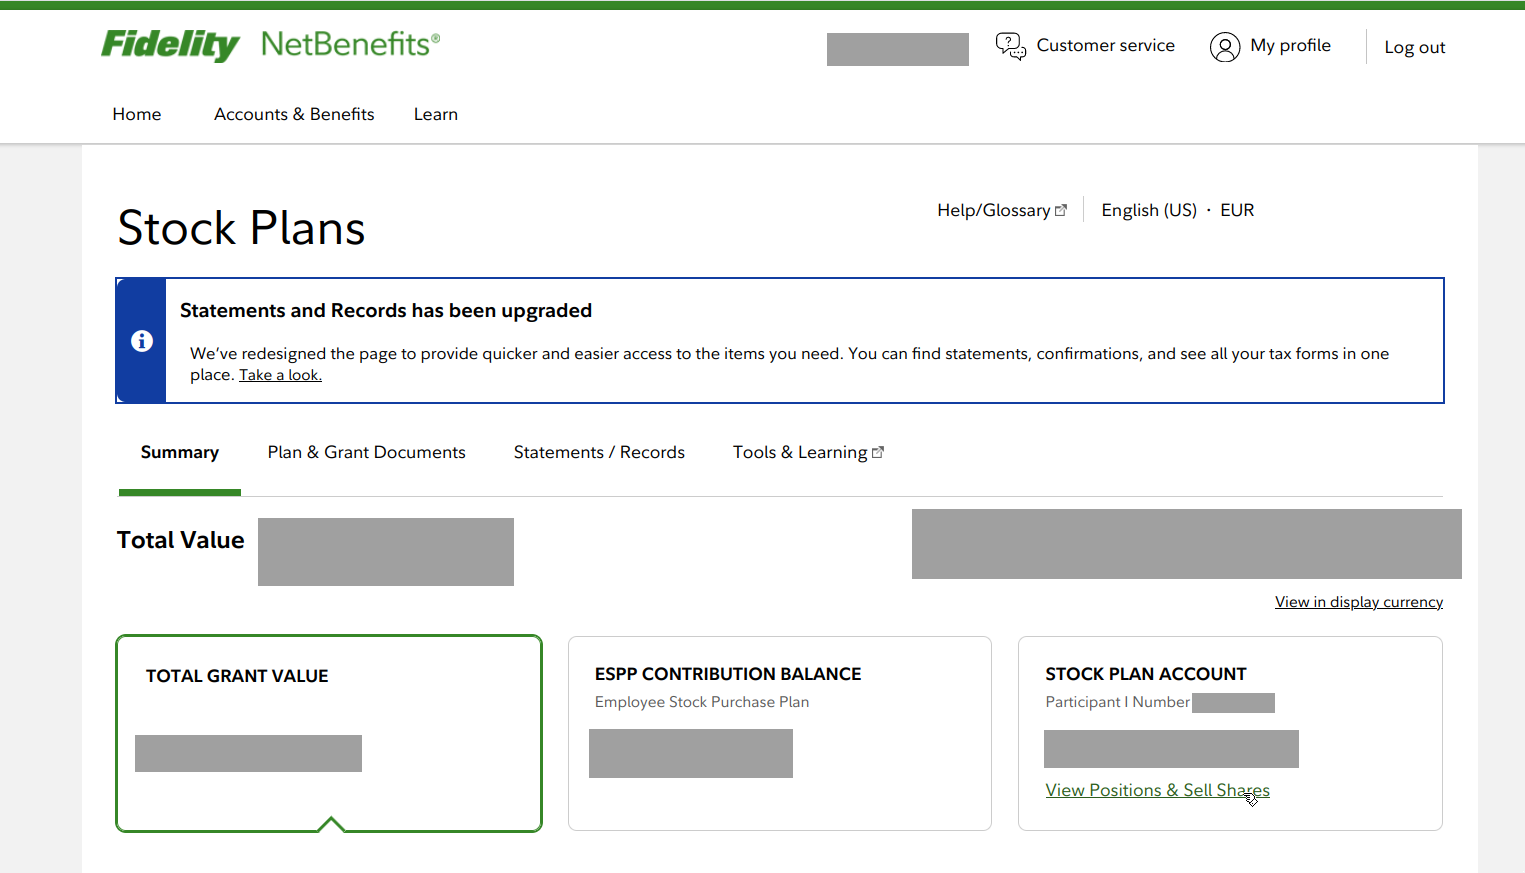 Fidelity NetBenefits®
Customer service
My profile
Log out
Home
Accounts & Benefits
Learn
Stock Plans
Help/Glossary
English (US) · EUR
Statements and Records has been upgraded
We’ve redesigned the page to provide quicker and easier access to the items you need. You can find statements, confirmations, and see all your tax forms in one
place. Take a look.
Summary
Plan & Grant Documents
Statements / Records
Tools & Learning
Total Value
View in display currency
TOTAL GRANT VALUE
ESPP CONTRIBUTION BALANCE
Employee Stock Purchase Plan
STOCK PLAN ACCOUNT
Participant I Number
View Positions & Sell Shares